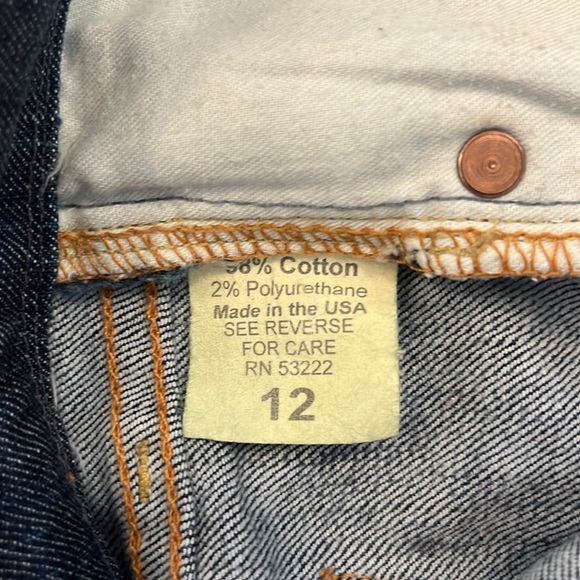 98% Cotton
2% Polyurethane
Made in the USA
SEE REVERSE
FOR CARE
RN 53222
12